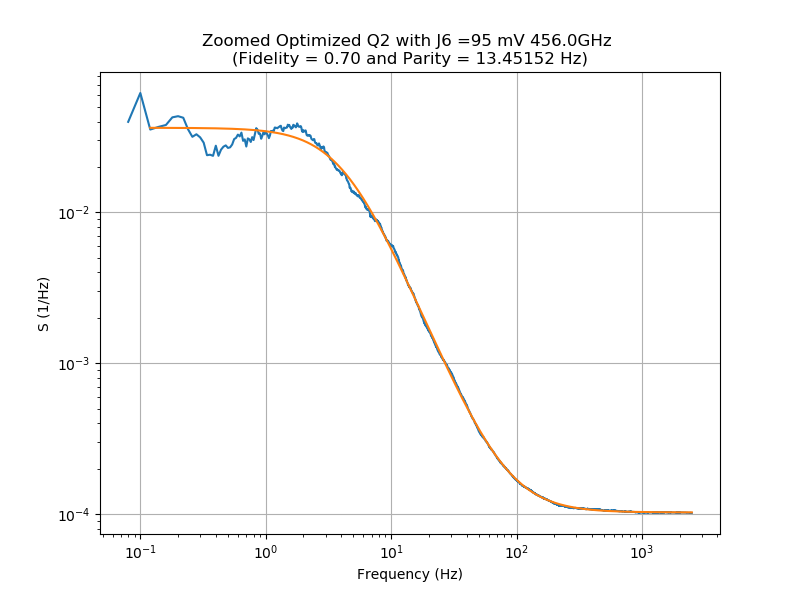 Zoomed Optimized Q2 with J6 =95 mV 456.0GHz
(Fidelity = 0.70 and Parity = 13.45152 Hz)
S (1/Hz)
10⁻²
10⁻³
10⁻⁴
10⁻¹ 10⁰ 10¹ 10² 10³
Frequency (Hz)